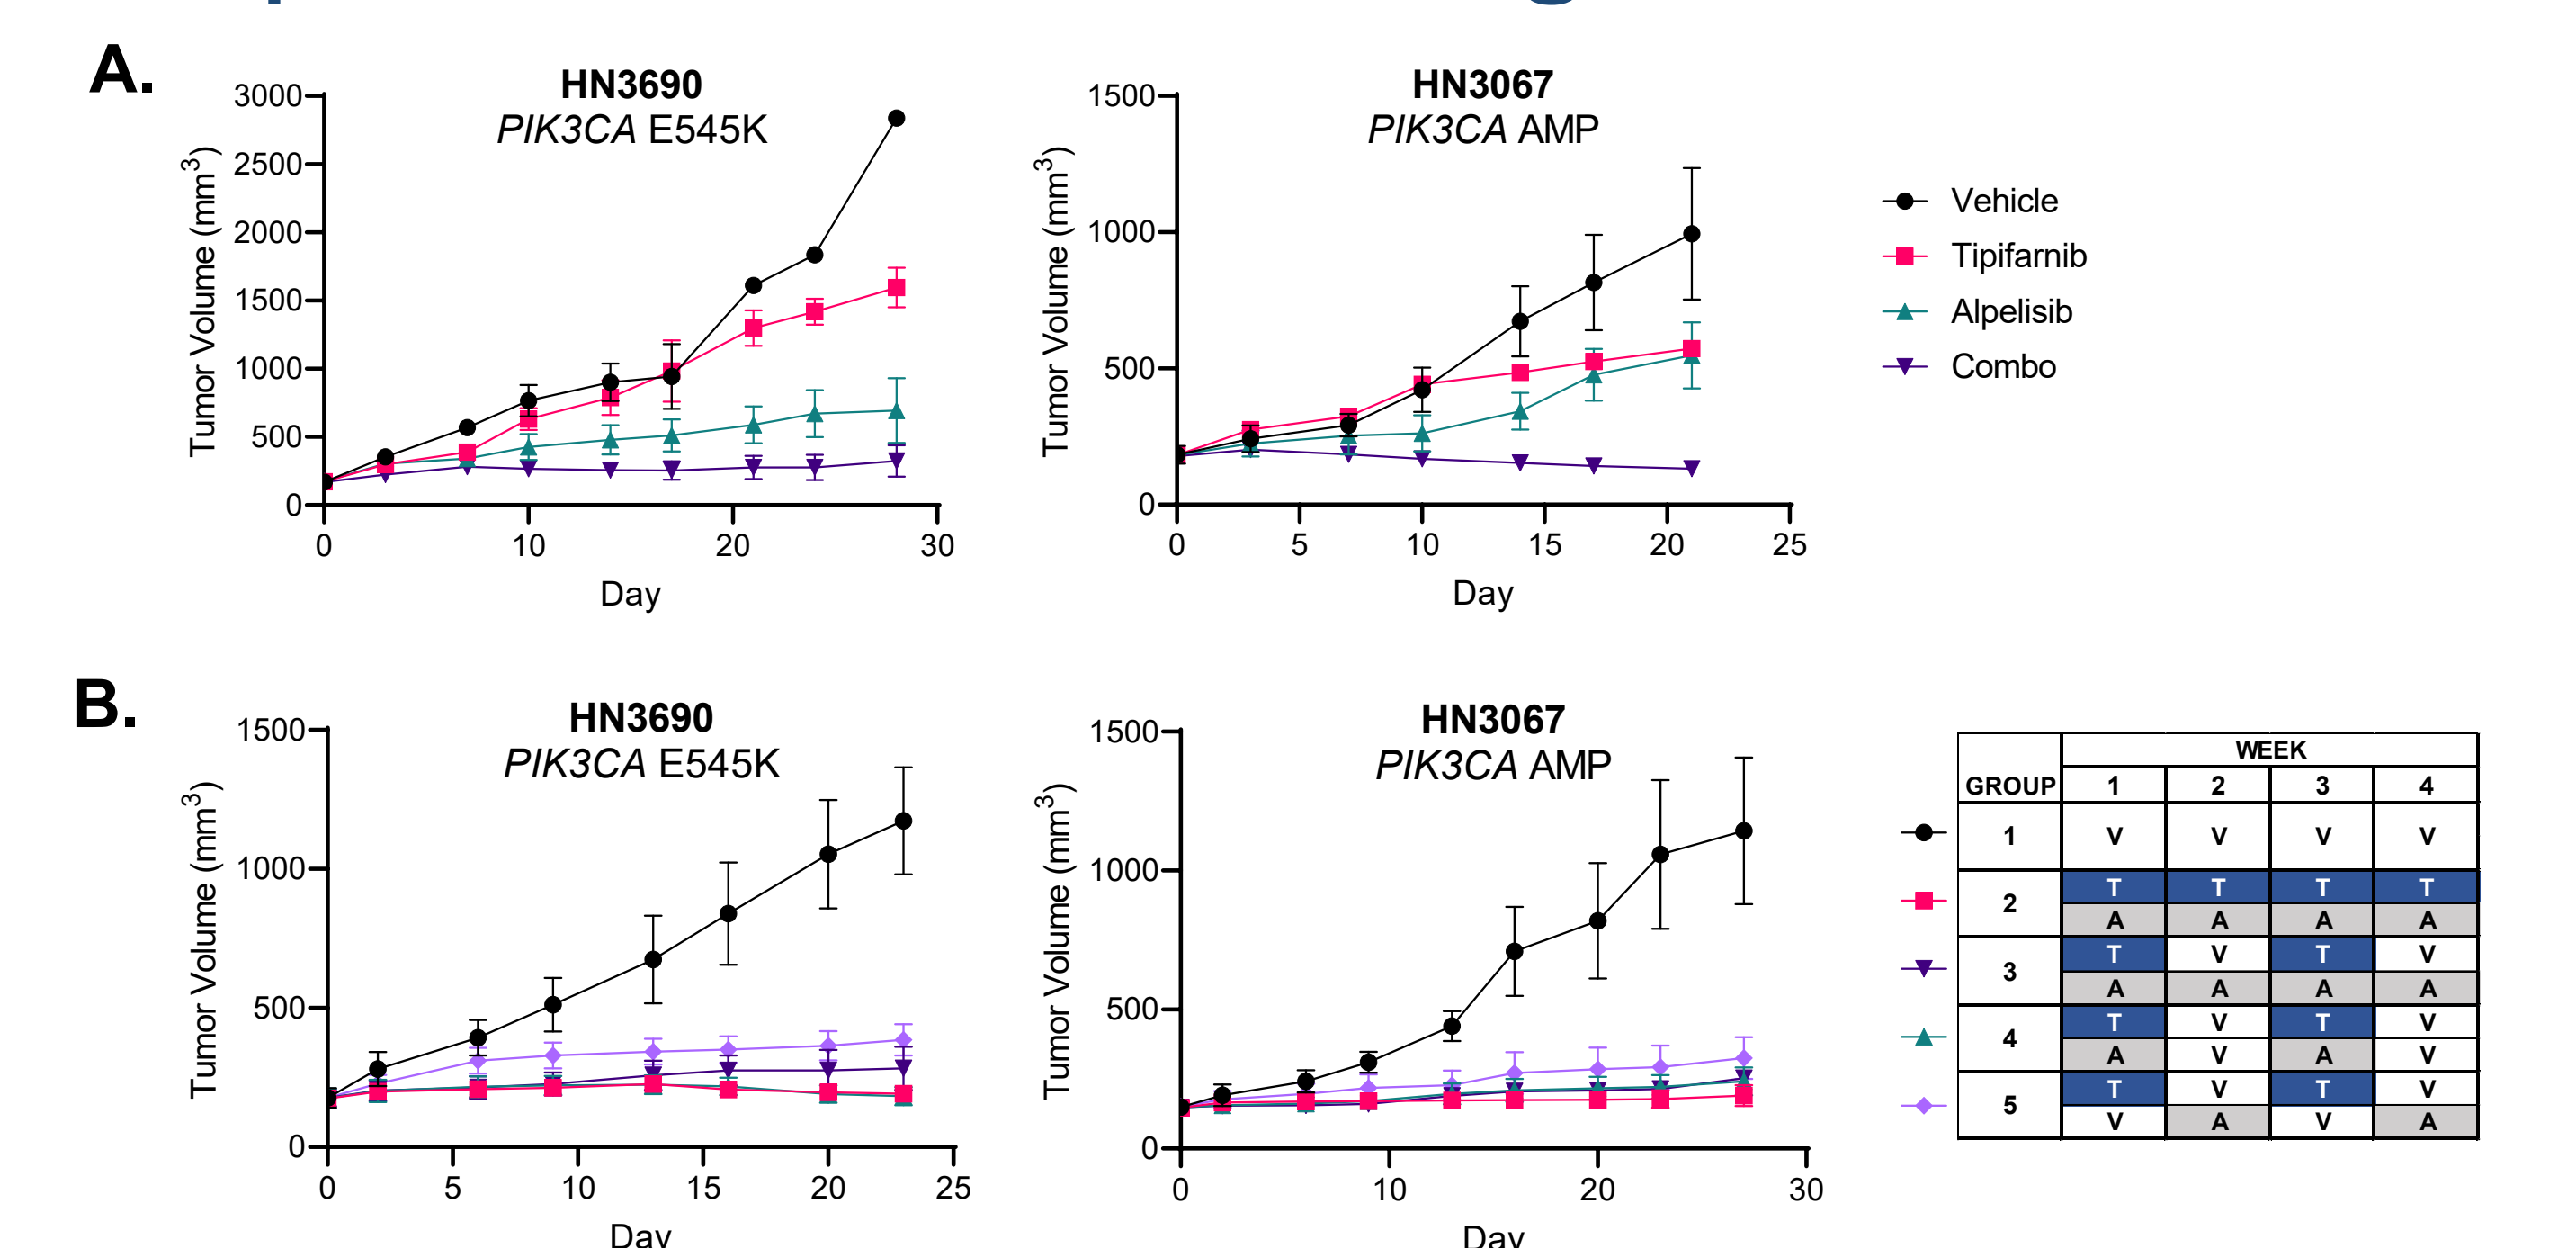 A.
HN3690
PIK3CA E545K
Tumor Volume (mm³)
3000
2500
2000
1500
1000
500
0
0 10 20 30
Day
HN3067
PIK3CA AMP
Tumor Volume (mm³)
1500
1000
500
0
0 5 10 15 20 25
Day
Vehicle
Tipifarnib
Alpelisib
Combo
B.
HN3690
PIK3CA E545K
Tumor Volume (mm³)
1500
1000
500
0
0 5 10 15 20 25
Day
HN3067
PIK3CA AMP
Tumor Volume (mm³)
1500
1000
500
0
0 10 20 30
Day
WEEK
GROUP 1 2 3 4
1 V V V V
2 T T T T
A A A A
3 T V T V
A A A A
4 T V T V
A V A V
5 T V T V
V A V A